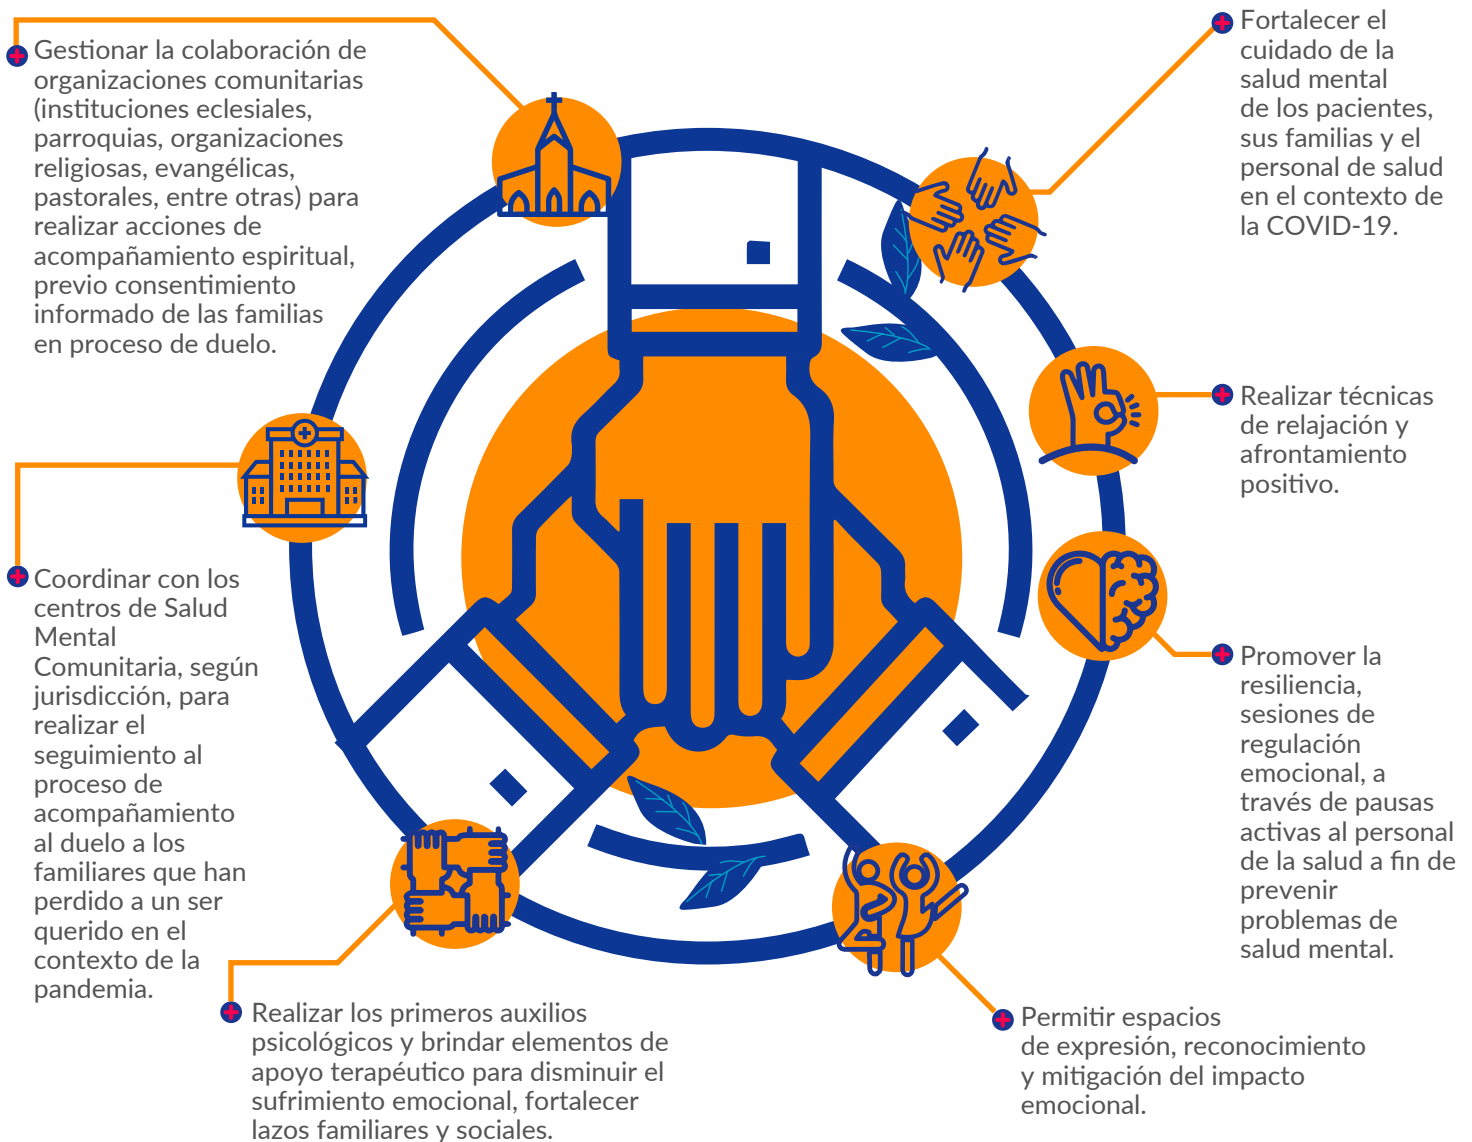 Gestionar la colaboración de
organizaciones comunitarias
(instituciones eclesiales,
parroquias, organizaciones
religiosas, evangélicas,
pastorales, entre otras) para
realizar acciones de
acompañamiento espiritual,
previo consentimiento
informado de las familias
en proceso de duelo.
Fortalecer el
cuidado de la
salud mental
de los pacientes,
sus familias y el
personal de salud
en el contexto de
la COVID-19.
Realizar técnicas
de relajación y
afrontamiento
positivo.
Coordinar con los
centros de Salud
Mental
Comunitaria, según
jurisdicción, para
realizar el
seguimiento al
proceso de
acompañamiento
al duelo a los
familiares que han
perdido a un ser
querido en el
contexto de la
pandemia.
Promover la
resiliencia,
sesiones de
regulación
emocional, a
través de pausas
activas al personal
de la salud a fin de
prevenir
problemas de
salud mental.
Realizar los primeros auxilios
psicológicos y brindar elementos de
apoyo terapéutico para disminuir el
sufrimiento emocional, fortalecer
lazos familiares y sociales.
Permitir espacios
de expresión, reconocimiento
y mitigación del impacto
emocional.